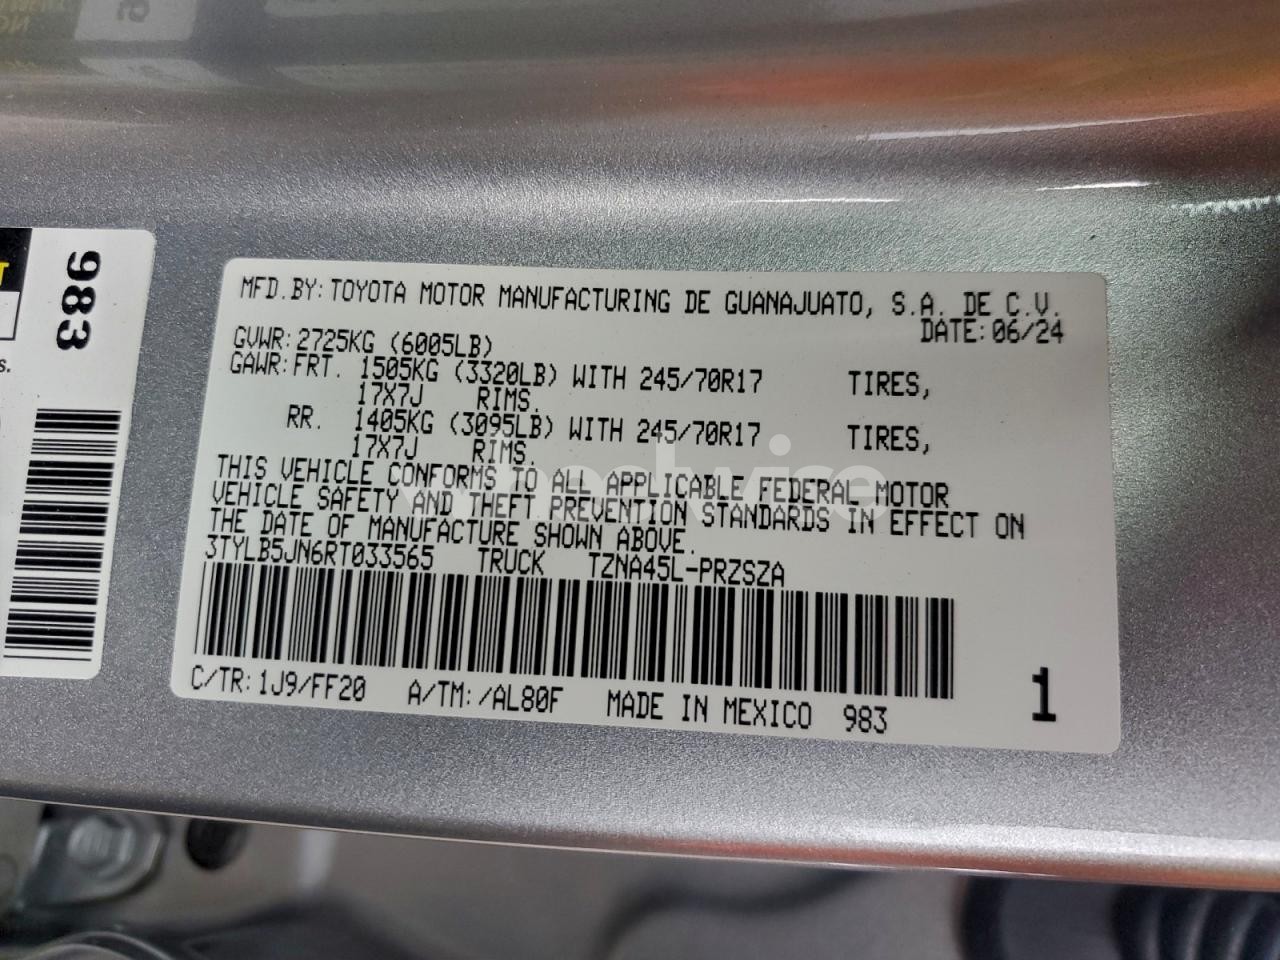 983
s.
MFD.BY:TOYOTA MOTOR MANUFACTURING DE GUANAJUATO, S.A. DE C.V.
DATE:06/24
GVWR:2725KG (6005LB)
GAWR:FRT. 1505KG (3320LB) WITH 245/70R17 TIRES,
17X7J RIMS.
RR. 1405KG (3095LB) WITH 245/70R17 TIRES,
17X7J RIMS.
THIS VEHICLE CONFORMS TO ALL APPLICABLE FEDERAL MOTOR
VEHICLE SAFETY AND THEFT PREVENTION STANDARDS IN EFFECT ON
THE DATE OF MANUFACTURE SHOWN ABOVE.
3TYLB5JN6RT033565 TRUCK TZNA45L-PRZSZA
C/TR:1J9/FF20 A/TM:/AL80F MADE IN MEXICO 983
1